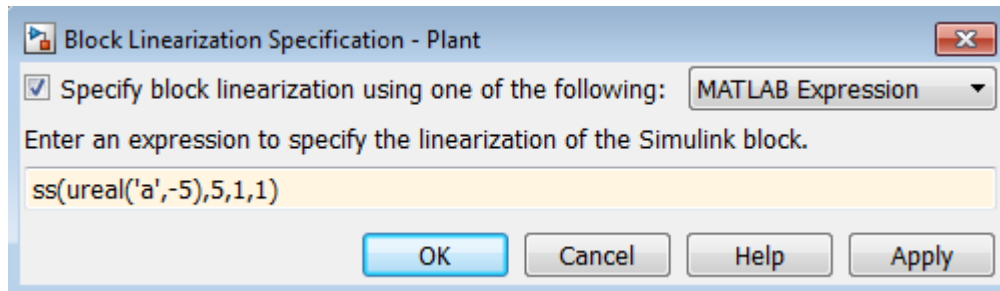 Block Linearization Specification - Plant
Specify block linearization using one of the following: MATLAB Expression
Enter an expression to specify the linearization of the Simulink block.
ss(ureal('a',-5),5,1,1)
OK Cancel Help Apply